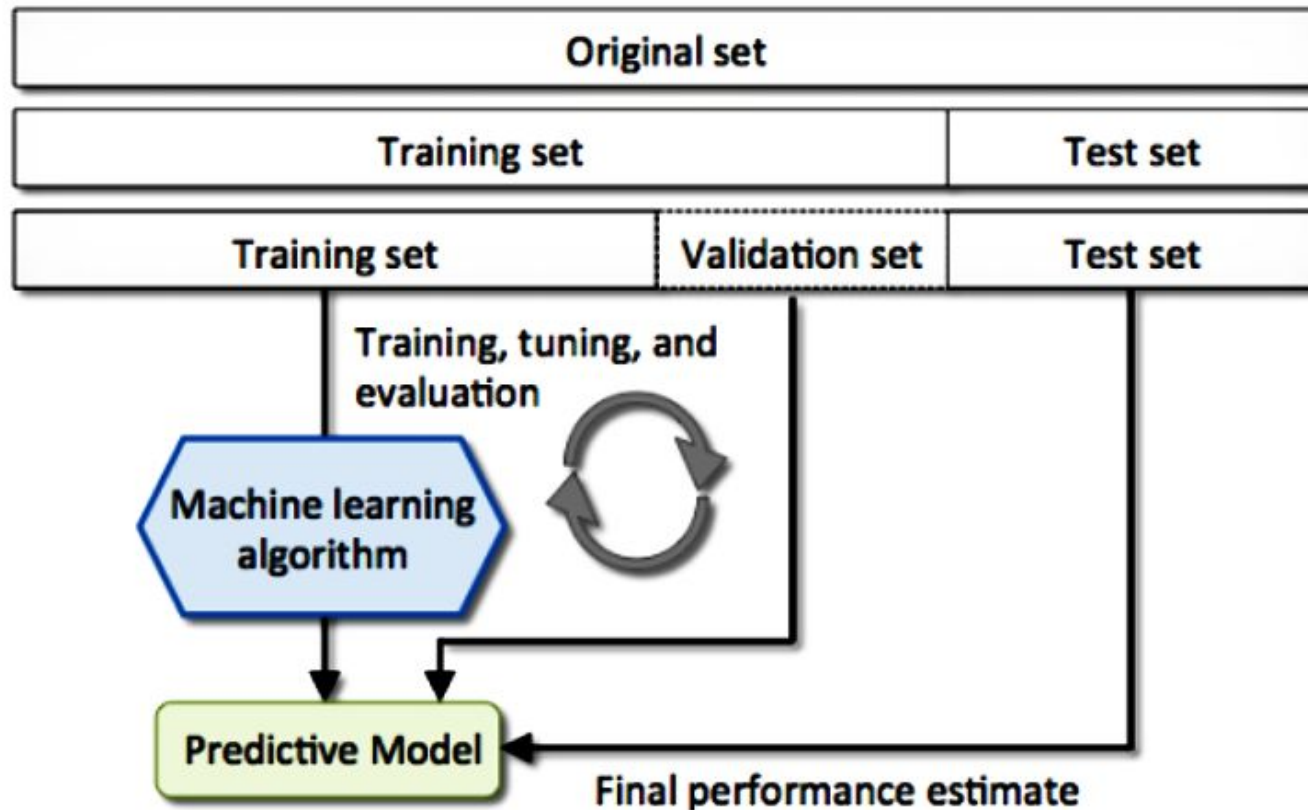 Original set
Training set
Test set
Training set
Validation set
Test set
Training, tuning, and
evaluation
Machine learning
algorithm
Predictive Model
Final performance estimate